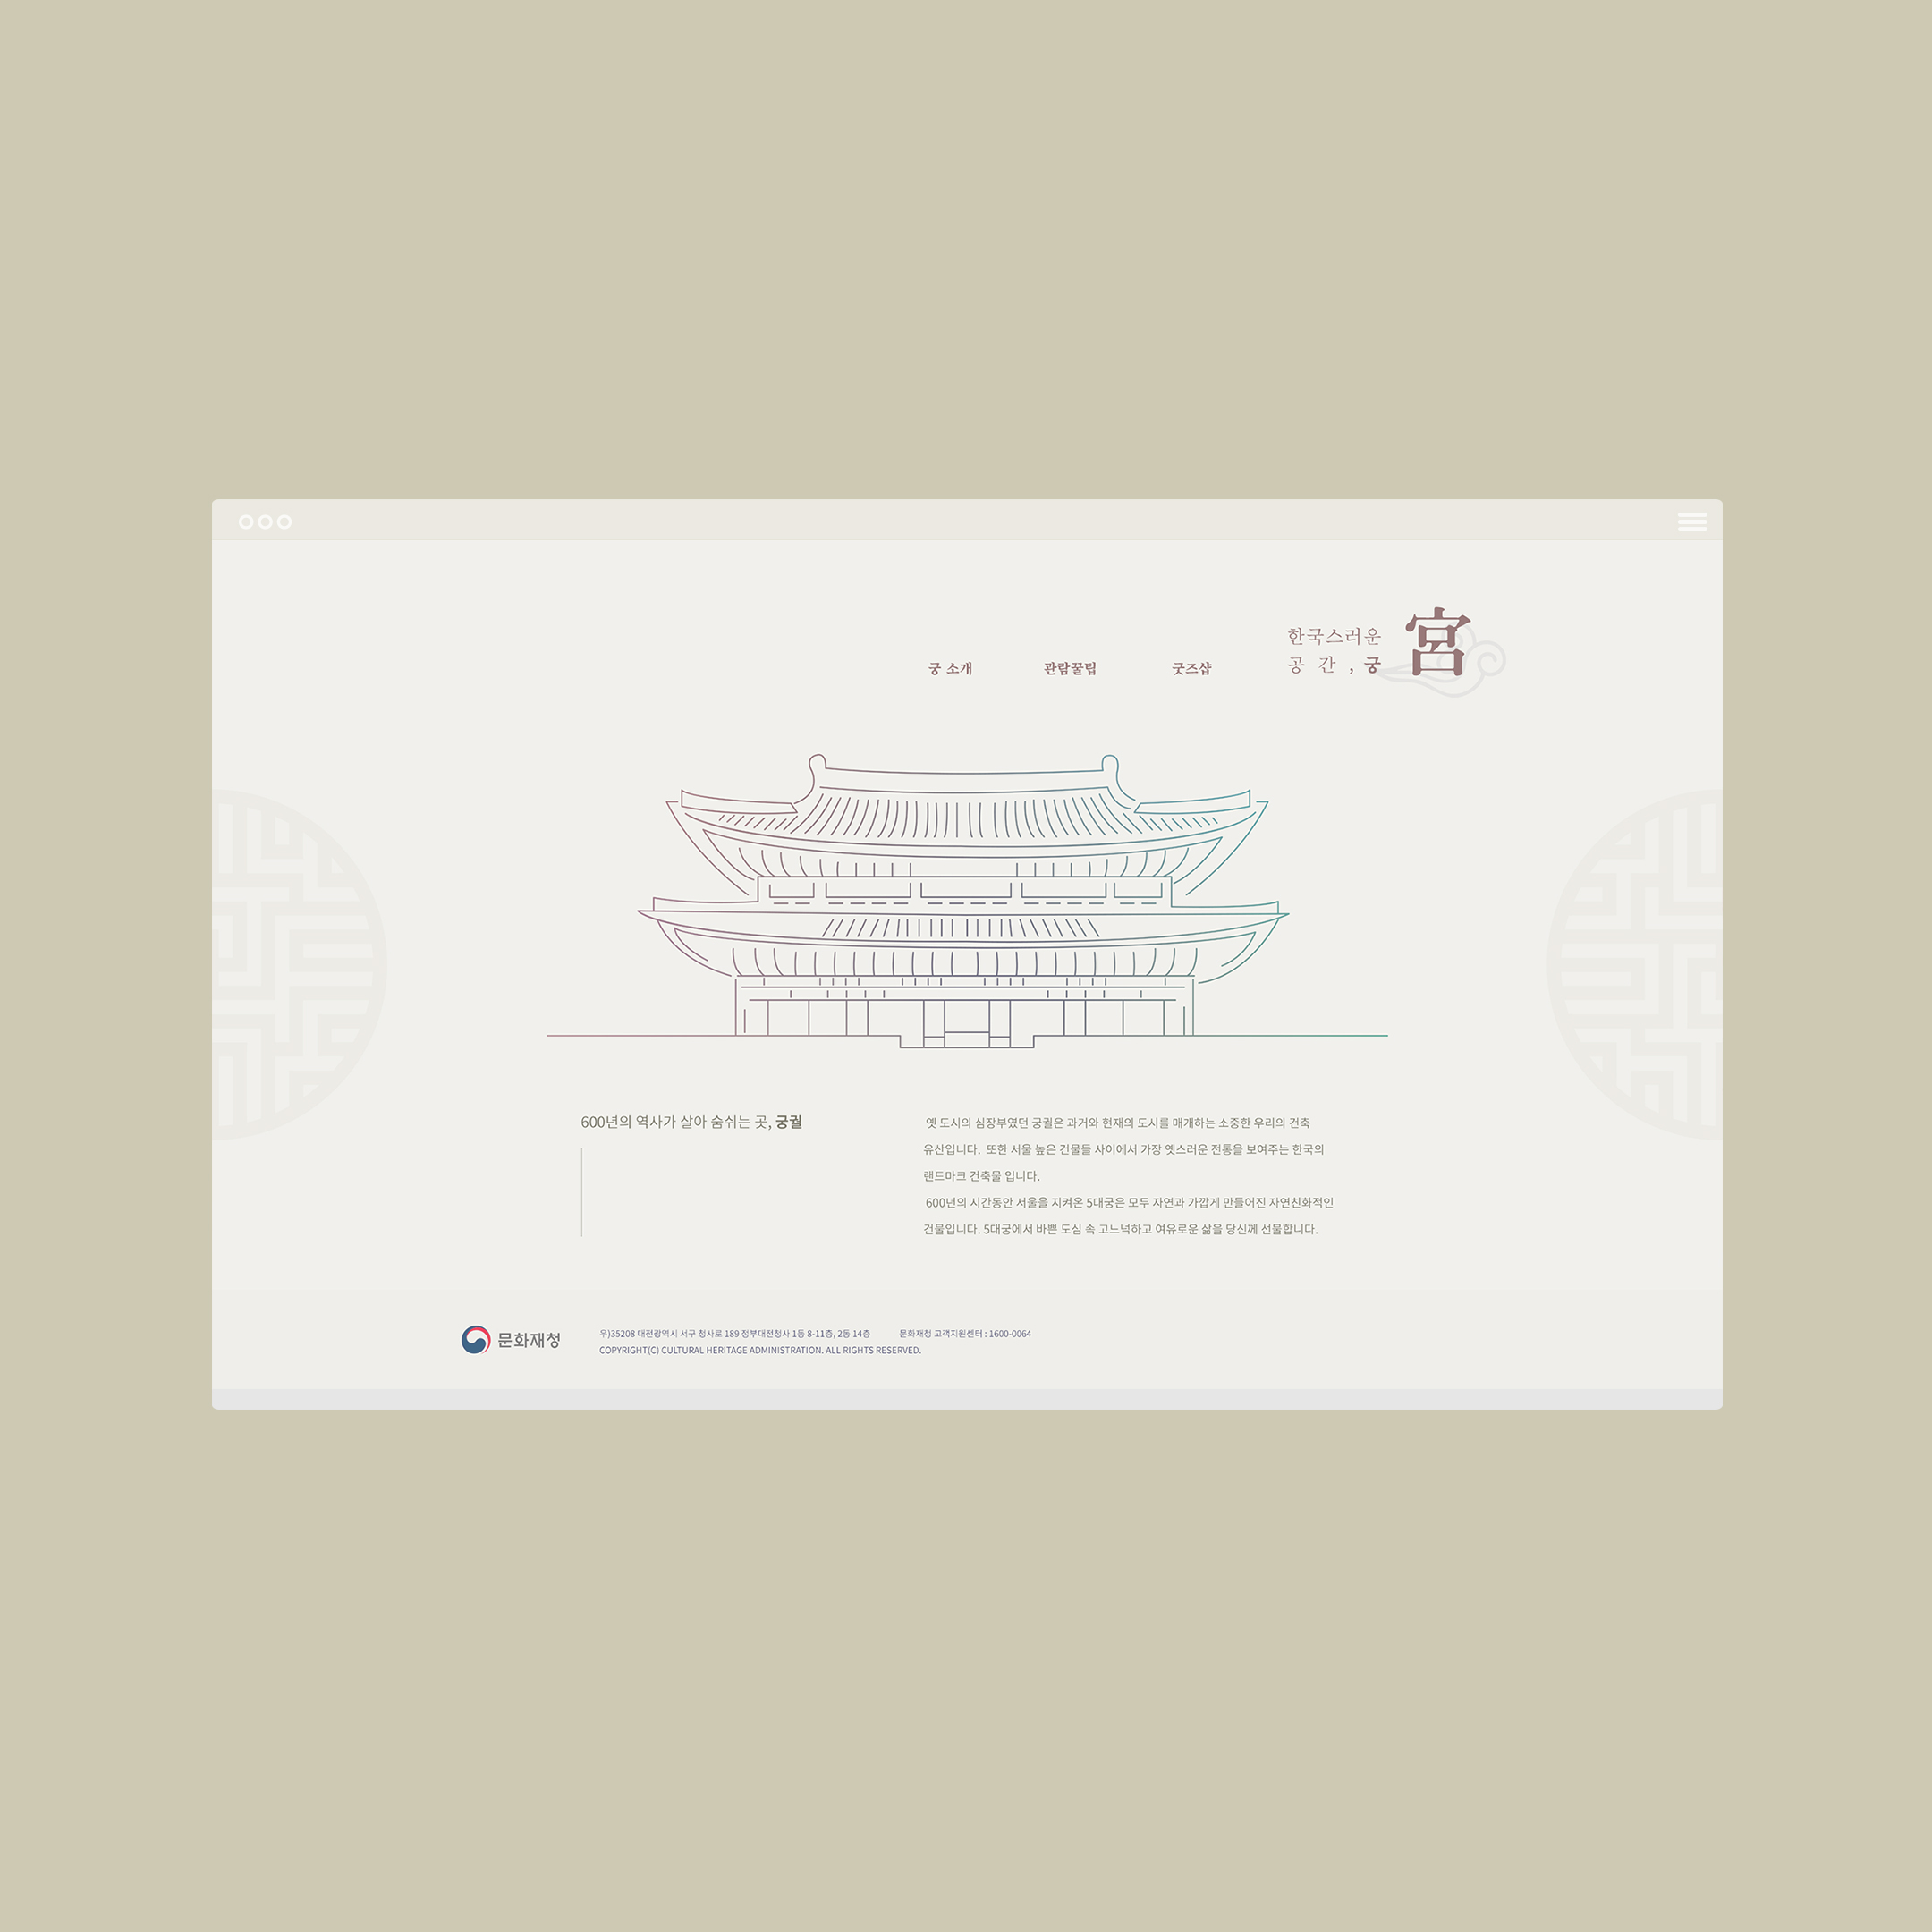 한국스러운
공간, 궁
宮
궁 소개
관람꿀팁
굿즈샵
600년의 역사가 살아 숨쉬는 곳, 궁궐
옛 도시의 심장부였던 궁궐은 과거와 현재의 도시를 매개하는 소중한 우리의 건축
유산입니다. 또한 서울 높은 건물들 사이에서 가장 옛스러운 전통을 보여주는 한국의
랜드마크 건축물 입니다.
600년의 시간동안 서울을 지켜온 5대궁은 모두 자연과 가깝게 만들어진 자연친화적인
건물입니다. 5대궁에서 바쁜 도심 속 고느넉하고 여유로운 삶을 당신께 선물합니다.
문화재청
우)35208 대전광역시 서구 청사로 189 정부대전청사 1동 8-11층, 2동 14층
문화재청 고객지원센터 : 1600-0064
COPYRIGHT(C) CULTURAL HERITAGE ADMINISTRATION. ALL RIGHTS RESERVED.